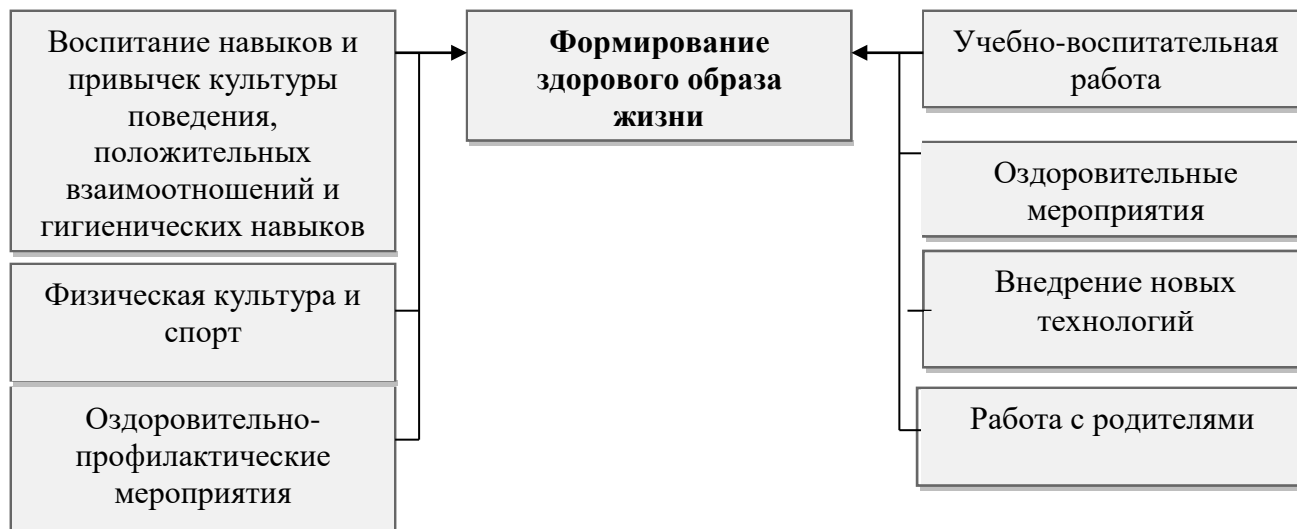 Воспитание навыков и
привычек культуры
поведения,
положительных
взаимоотношений и
гигиенических навыков
Физическая культура и
спорт
Оздоровительно-
профилактические
мероприятия
Формирование
здорового образа
жизни
Учебно-воспитательная
работа
Оздоровительные
мероприятия
Внедрение новых
технологий
Работа с родителями